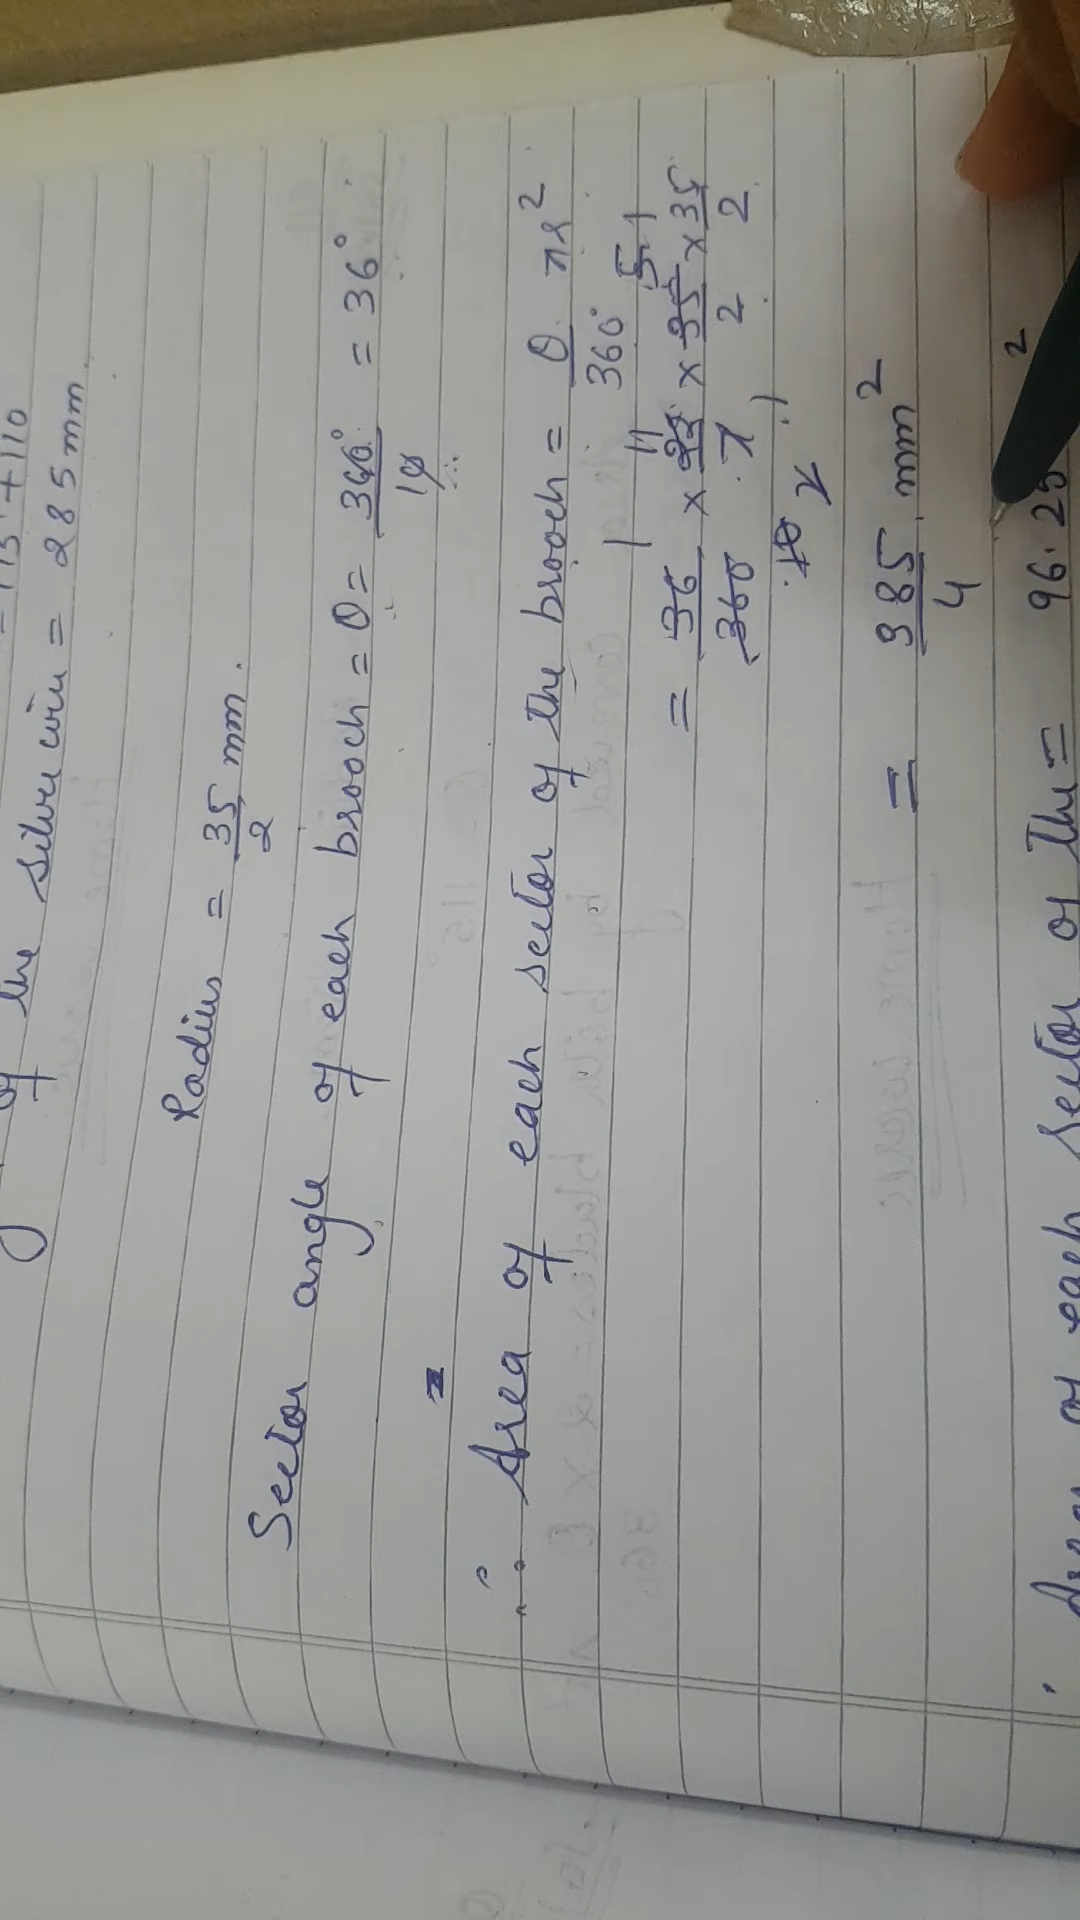 = 175 + 110
of the silver wire = 285 mm.
Radius = 35/2 mm.
Sector angle of each brooch = θ = 360°/10 = 36°
∴ Area of each sector of the brooch = θ/360° πr²
= 36/360 × 22/7 × 35/2 × 35/2
= 385/4 mm²
∴ Area of each sector of the = 96.25